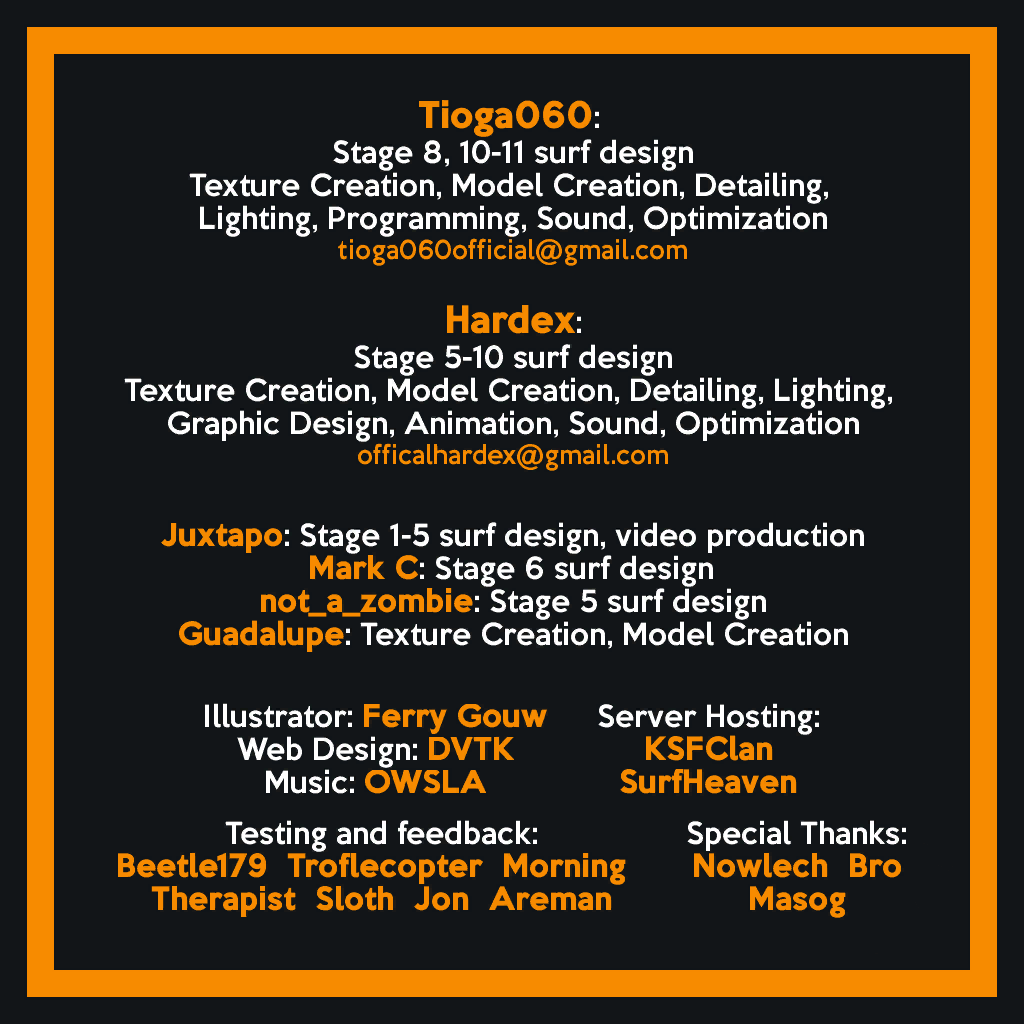 Tioga060:
Stage 8, 10-11 surf design
Texture Creation, Model Creation, Detailing,
Lighting, Programming, Sound, Optimization
tioga060official@gmail.com
Hardex:
Stage 5-10 surf design
Texture Creation, Model Creation, Detailing, Lighting,
Graphic Design, Animation, Sound, Optimization
officalhardex@gmail.com
Juxtapo: Stage 1-5 surf design, video production
Mark C: Stage 6 surf design
not_a_zombie: Stage 5 surf design
Guadalupe: Texture Creation, Model Creation
Illustrator: Ferry Gouw
Web Design: DVTK
Music: OWSLA
Server Hosting:
KSFClan
SurfHeaven
Testing and feedback:
Beetle179 Troflecopter Morning
Therapist Sloth Jon Areman
Special Thanks:
Nowlech Bro
Masog